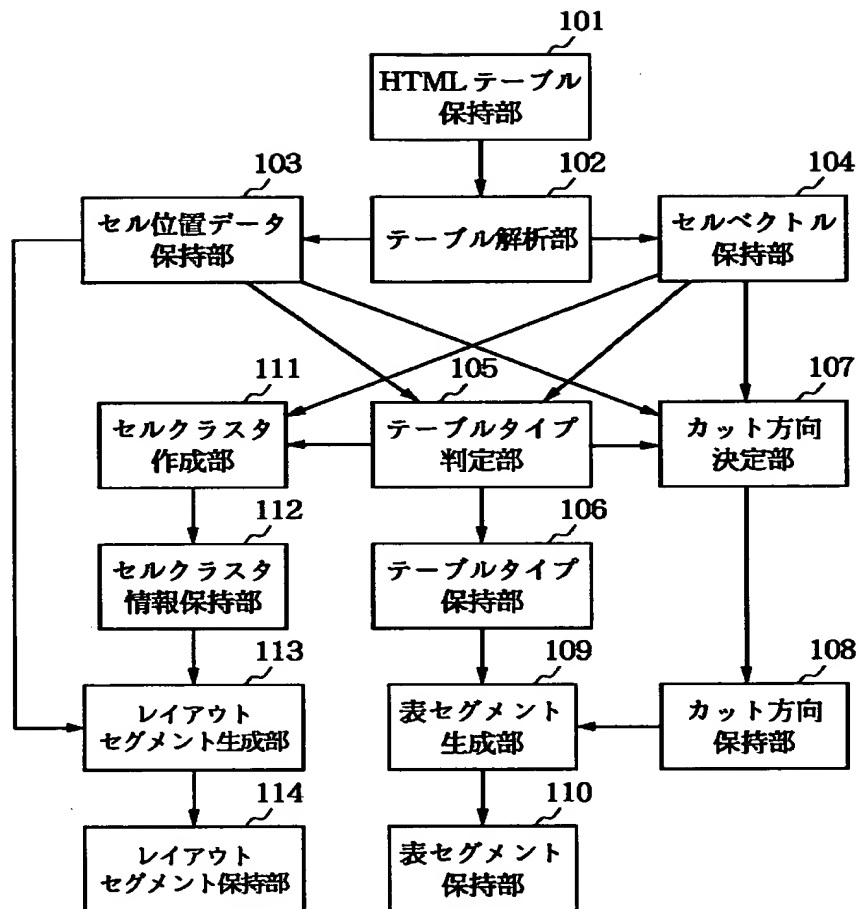 101
HTMLテーブル
保持部
103
102
104
セル位置データ
保持部
テーブル解析部
セルベクトル
保持部
111
105
107
セルクラスタ
作成部
テーブルタイプ
判定部
カット方向
決定部
112
106
セルクラスタ
情報保持部
テーブルタイプ
保持部
113
109
108
レイアウト
セグメント生成部
表セグメント
生成部
カット方向
保持部
114
110
レイアウト
セグメント保持部
表セグメント
保持部